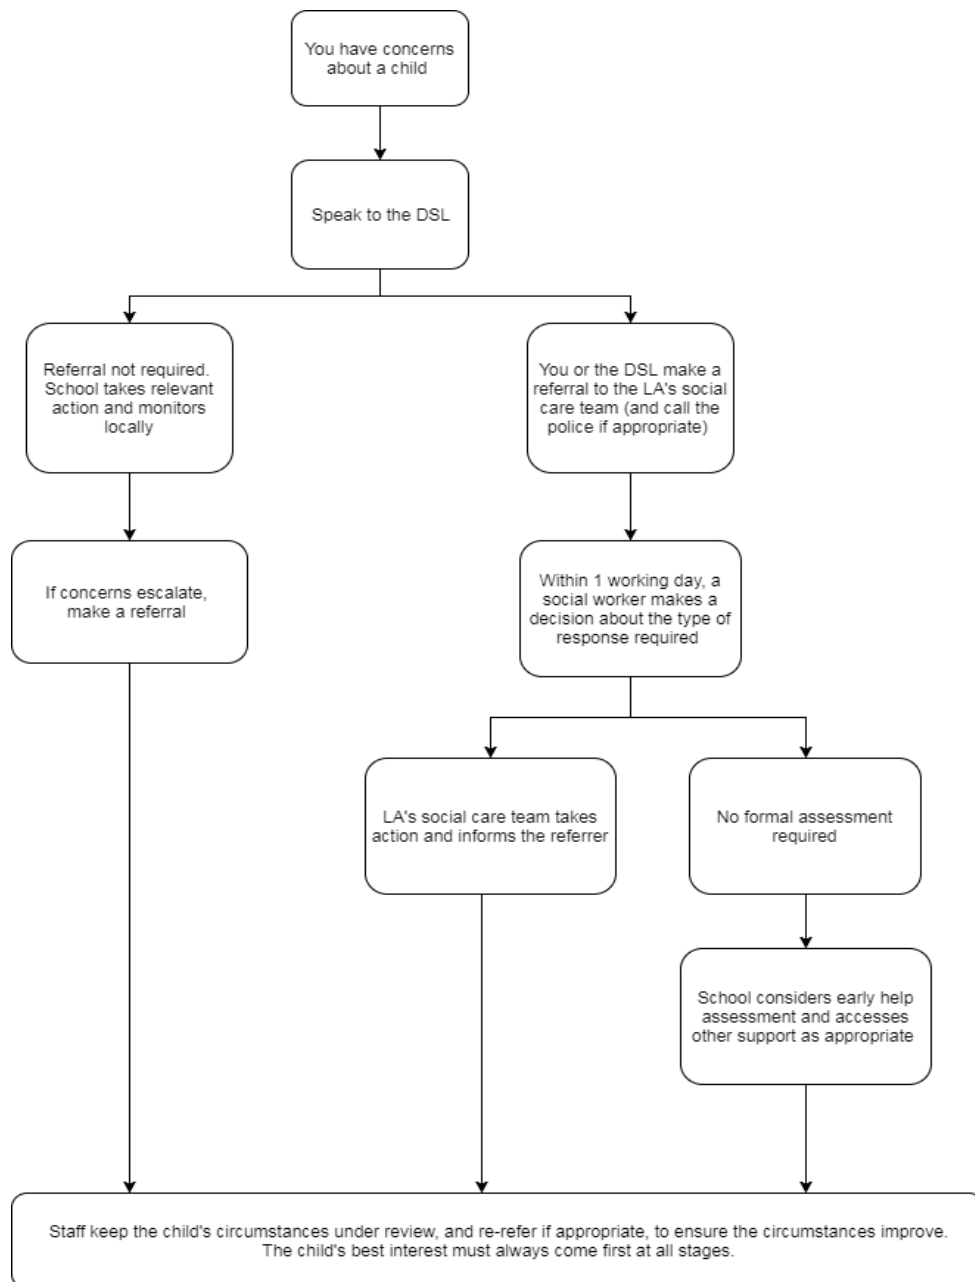 You have concerns
about a child
Speak to the DSL
Referral not required.
School takes relevant
action and monitors
locally
You or the DSL make a
referral to the LA's social
care team (and call the
police if appropriate)
If concerns escalate,
make a referral
Within 1 working day, a
social worker makes a
decision about the type of
response required
LA's social care team takes
action and informs the referrer
No formal assessment
required
School considers early help
assessment and accesses
other support as appropriate
Staff keep the child's circumstances under review, and re-refer if appropriate, to ensure the circumstances improve.
The child's best interest must always come first at all stages.